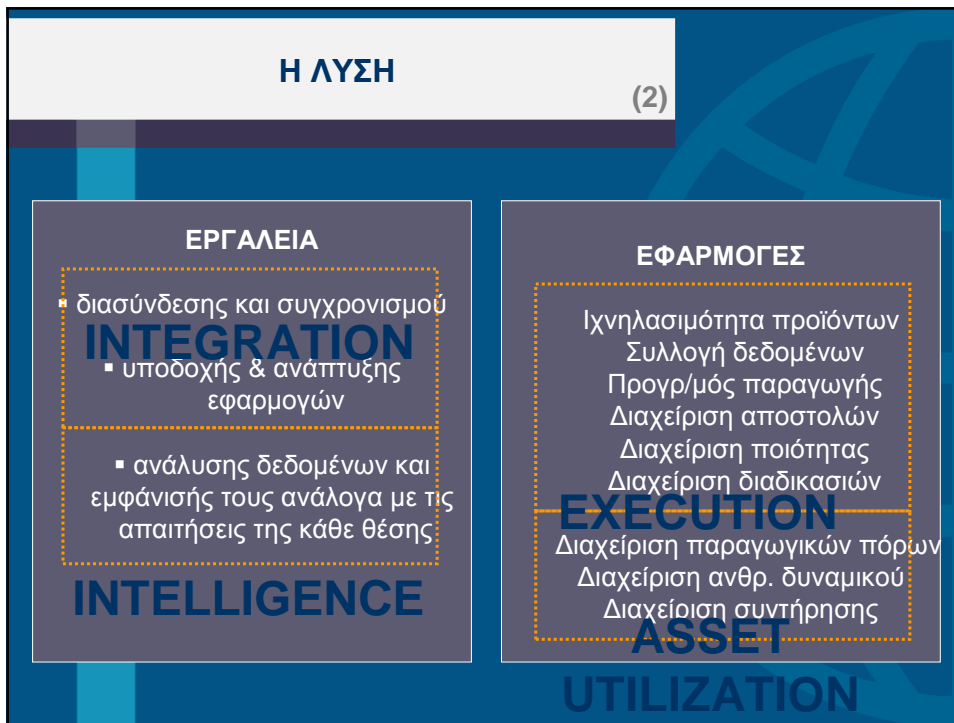 Η ΛΥΣΗ
(2)
ΕΡΓΑΛΕΙΑ
▪ διασύνδεσης και συγχρονισμού
INTEGRATION
▪ υποδοχής & ανάπτυξης
εφαρμογών
▪ ανάλυσης δεδομένων και
εμφάνισής τους ανάλογα με τις
απαιτήσεις της κάθε θέσης
INTELLIGENCE
ΕΦΑΡΜΟΓΕΣ
Ιχνηλασιμότητα προϊόντων
Συλλογή δεδομένων
Προγρ/μός παραγωγής
Διαχείριση αποστολών
Διαχείριση ποιότητας
Διαχείριση διαδικασιών
EXECUTION
Διαχείριση παραγωγικών πόρων
Διαχείριση ανθρ. δυναμικού
Διαχείριση συντήρησης
ASSET
UTILIZATION